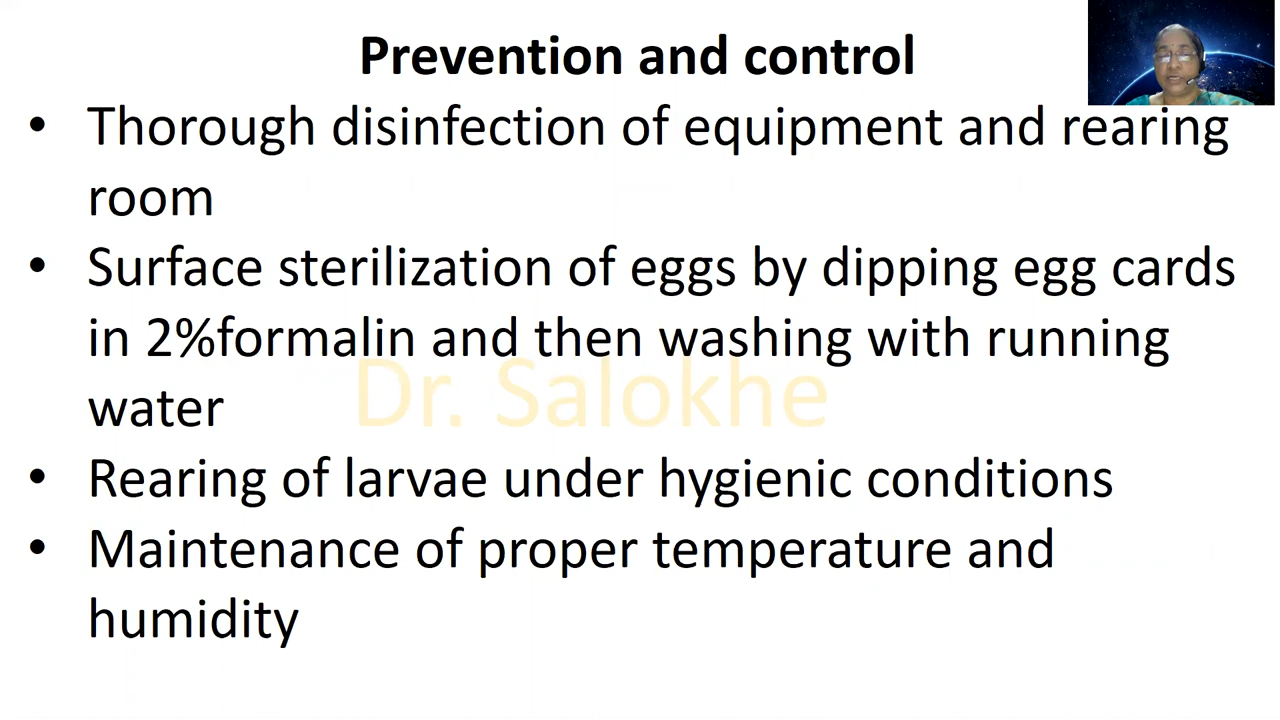 Prevention and control
• Thorough disinfection of equipment and rearing
room
• Surface sterilization of eggs by dipping egg cards
in 2%formalin and then washing with running
Dr. Salokhe
water
• Rearing of larvae under hygienic conditions
• Maintenance of proper temperature and
humidity